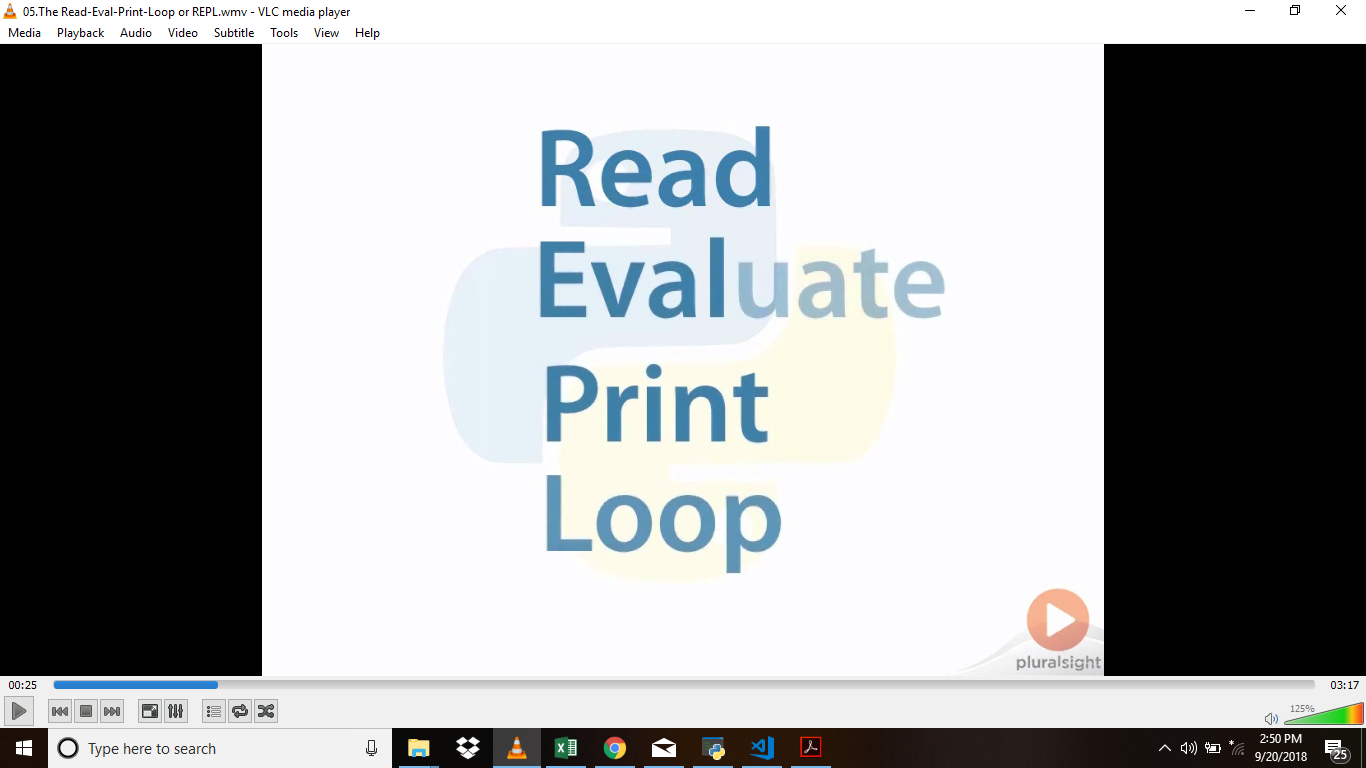 05.The Read-Eval-Print-Loop or REPL.wmv - VLC media player
Media Playback Audio Video Subtitle Tools View Help
Read
Evaluate
Print
Loop
pluralsight
00:25 03:17
125%
Type here to search
2:50 PM
9/20/2018
25